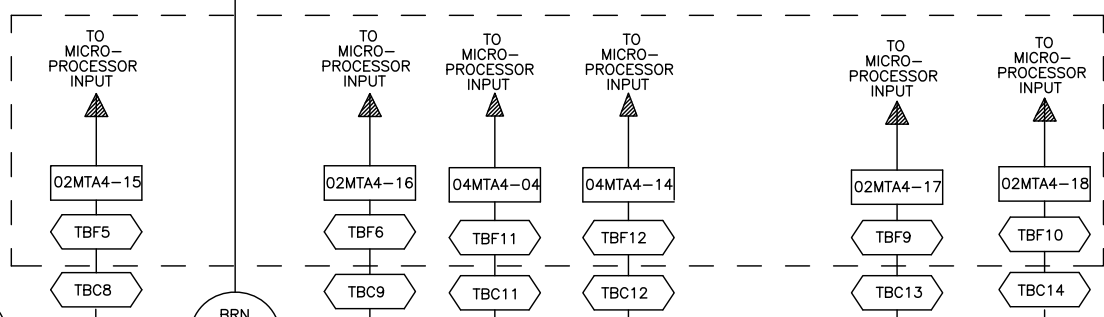 TO
MICRO-
PROCESSOR
INPUT
02MTA4-15
TBF5
TBC8
BRN
TO
MICRO-
PROCESSOR
INPUT
02MTA4-16
TBF6
TBC9
TO
MICRO-
PROCESSOR
INPUT
04MTA4-04
TBF11
TBC11
TO
MICRO-
PROCESSOR
INPUT
04MTA4-14
TBF12
TBC12
TO
MICRO-
PROCESSOR
INPUT
02MTA4-17
TBF9
TBC13
TO
MICRO-
PROCESSOR
INPUT
02MTA4-18
TBF10
TBC14